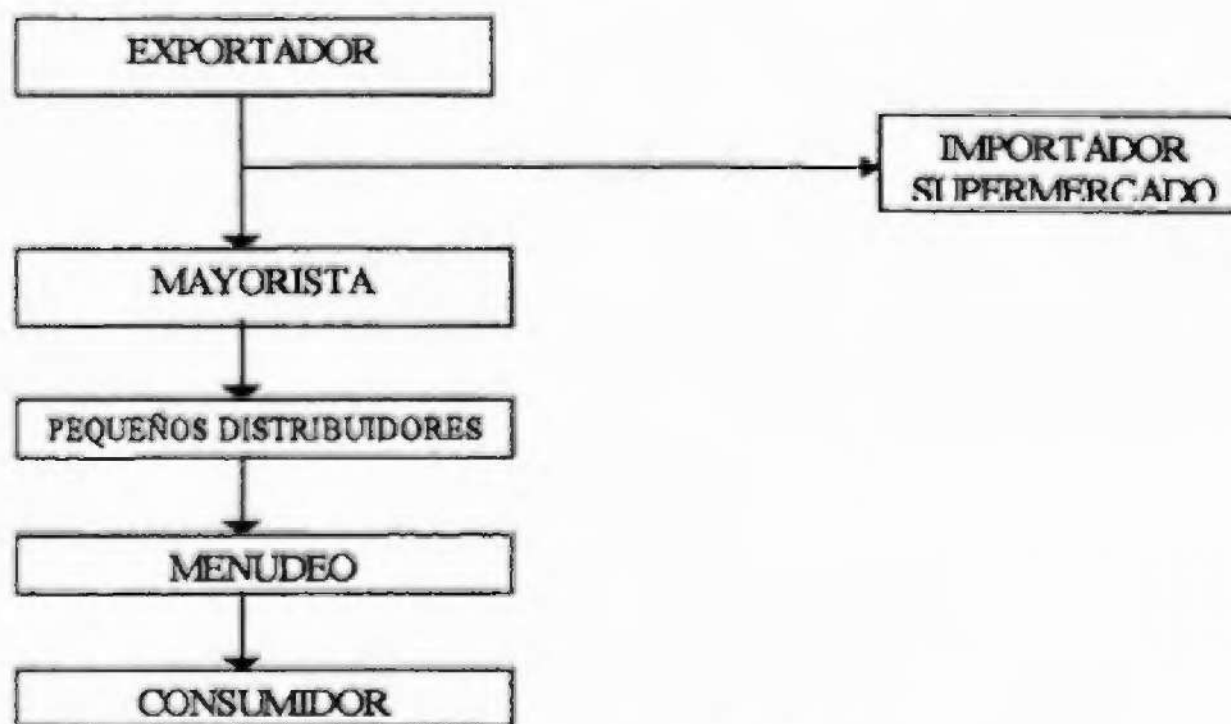 EXPORTADOR
IMPORTADOR
SUPERMERCADO
MAYORISTA
PEQUEÑOS DISTRIBUIDORES
MENUDEO
CONSUMIDOR